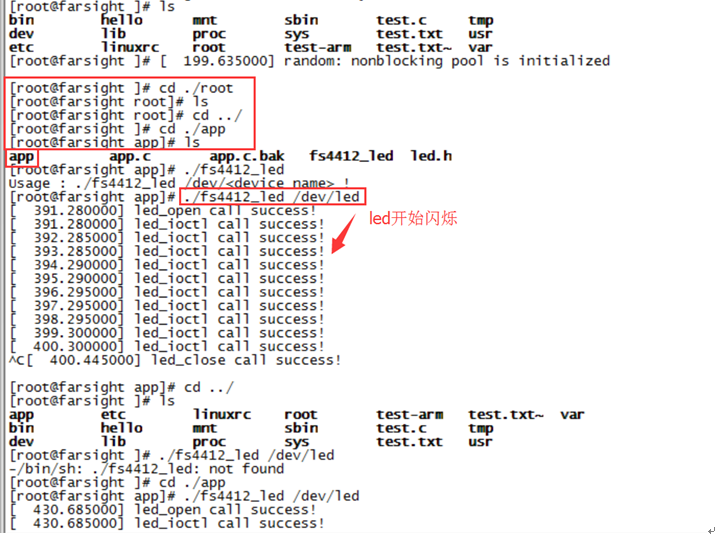 [root@farsight ]# ls
bin hello mnt sbin test.c tmp
dev lib proc sys test.txt usr
etc linuxrc root test-arm test.txt~ var
[root@farsight ]# [ 199.635000] random: nonblocking pool is initialized
[root@farsight ]# cd ./root
[root@farsight root]# ls
[root@farsight root]# cd ../
[root@farsight ]# cd ./app
[root@farsight app]# ls
app app.c app.c.bak fs4412_led led.h
[root@farsight app]# ./fs4412_led
Usage : ./fs4412_led /dev/<device name> !
[root@farsight app]# ./fs4412_led /dev/led
[ 391.280000] led_open call success!
led开始闪烁
[ 391.280000] led_ioctl call success!
[ 392.285000] led_ioctl call success!
[ 393.285000] led_ioctl call success!
[ 394.290000] led_ioctl call success!
[ 395.290000] led_ioctl call success!
[ 396.295000] led_ioctl call success!
[ 397.295000] led_ioctl call success!
[ 398.295000] led_ioctl call success!
[ 399.300000] led_ioctl call success!
[ 400.300000] led_ioctl call success!
^C[ 400.445000] led_close call success!
[root@farsight app]# cd ../
[root@farsight ]# ls
app etc linuxrc root test-arm test.txt~ var
bin hello mnt sbin test.c tmp
dev lib proc sys test.txt usr
[root@farsight ]# ./fs4412_led /dev/led
-/bin/sh: ./fs4412_led: not found
[root@farsight ]# cd ./app
[root@farsight app]# ./fs4412_led /dev/led
[ 430.685000] led_open call success!
[ 430.685000] led_ioctl call success!